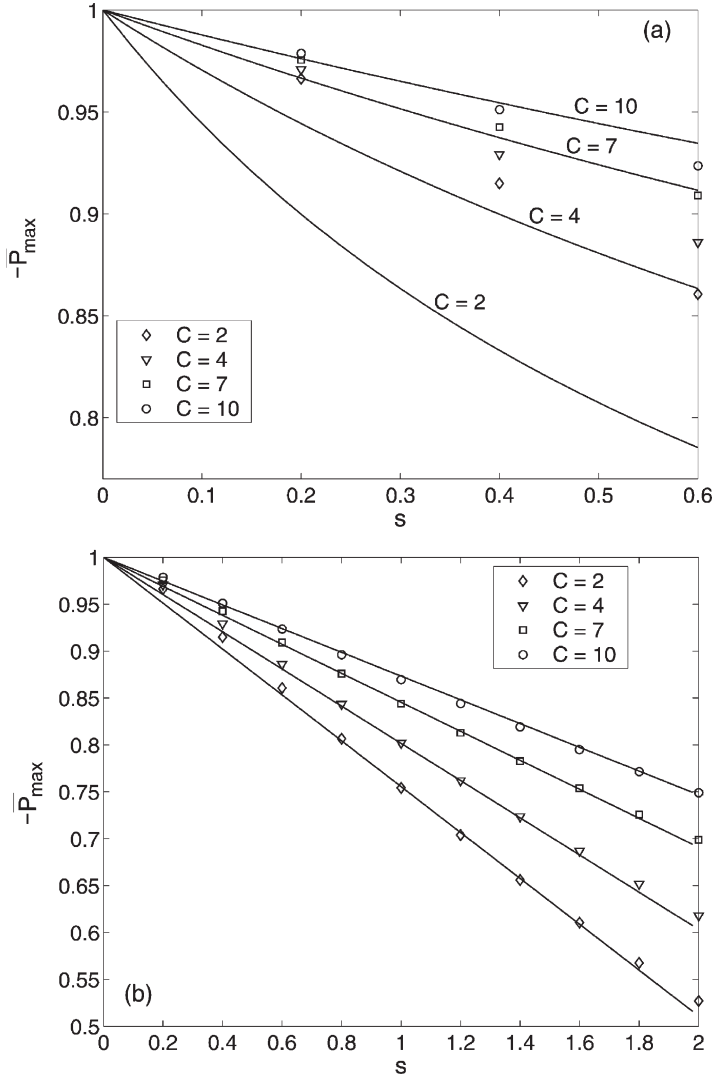 1
0.95
0.9
0.85
0.8
−P̅max
(a)
C = 10
C = 7
C = 4
C = 2
C = 2
C = 4
C = 7
C = 10
0 0.1 0.2 0.3 0.4 0.5 0.6
s
1
0.95
0.9
0.85
0.8
0.75
0.7
0.65
0.6
0.55
0.5
−P̅max
C = 2
C = 4
C = 7
C = 10
(b)
0 0.2 0.4 0.6 0.8 1 1.2 1.4 1.6 1.8 2
s